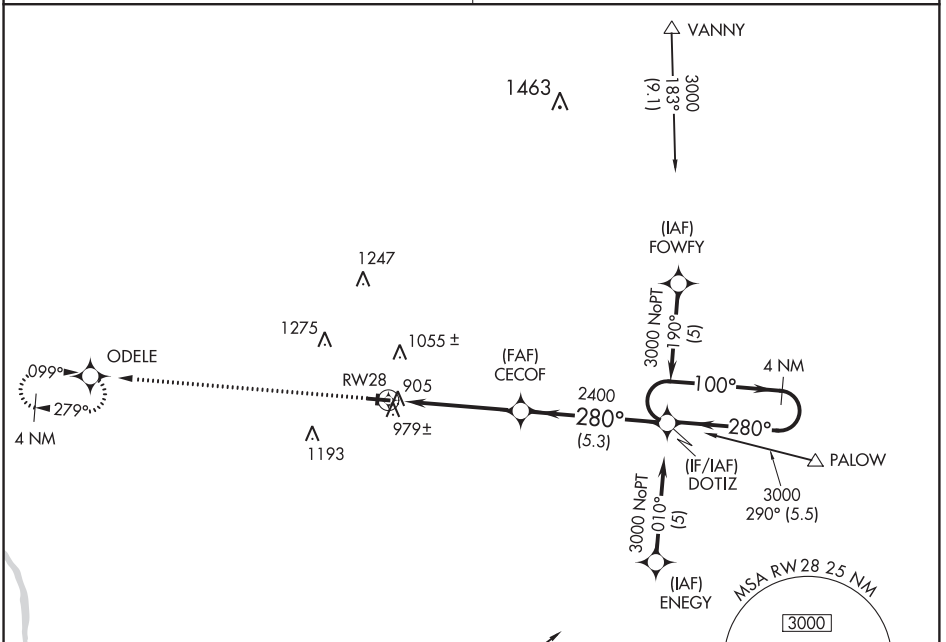 VANNY
3000
183°
(9.1)
1463
(IAF)
FOWFY
3000 NoPT
190°
(5)
1247
1275
1055 ±
(FAF)
CECOF
4 NM
ODELE
099°
279°
4 NM
RW28
905
979±
1193
2400
280°
(5.3)
100°
280°
(IF/IAF)
DOTIZ
PALOW
3000
290° (5.5)
3000 NoPT
010°
(5)
(IAF)
ENEGY
MSA RW28 25 NM
3000